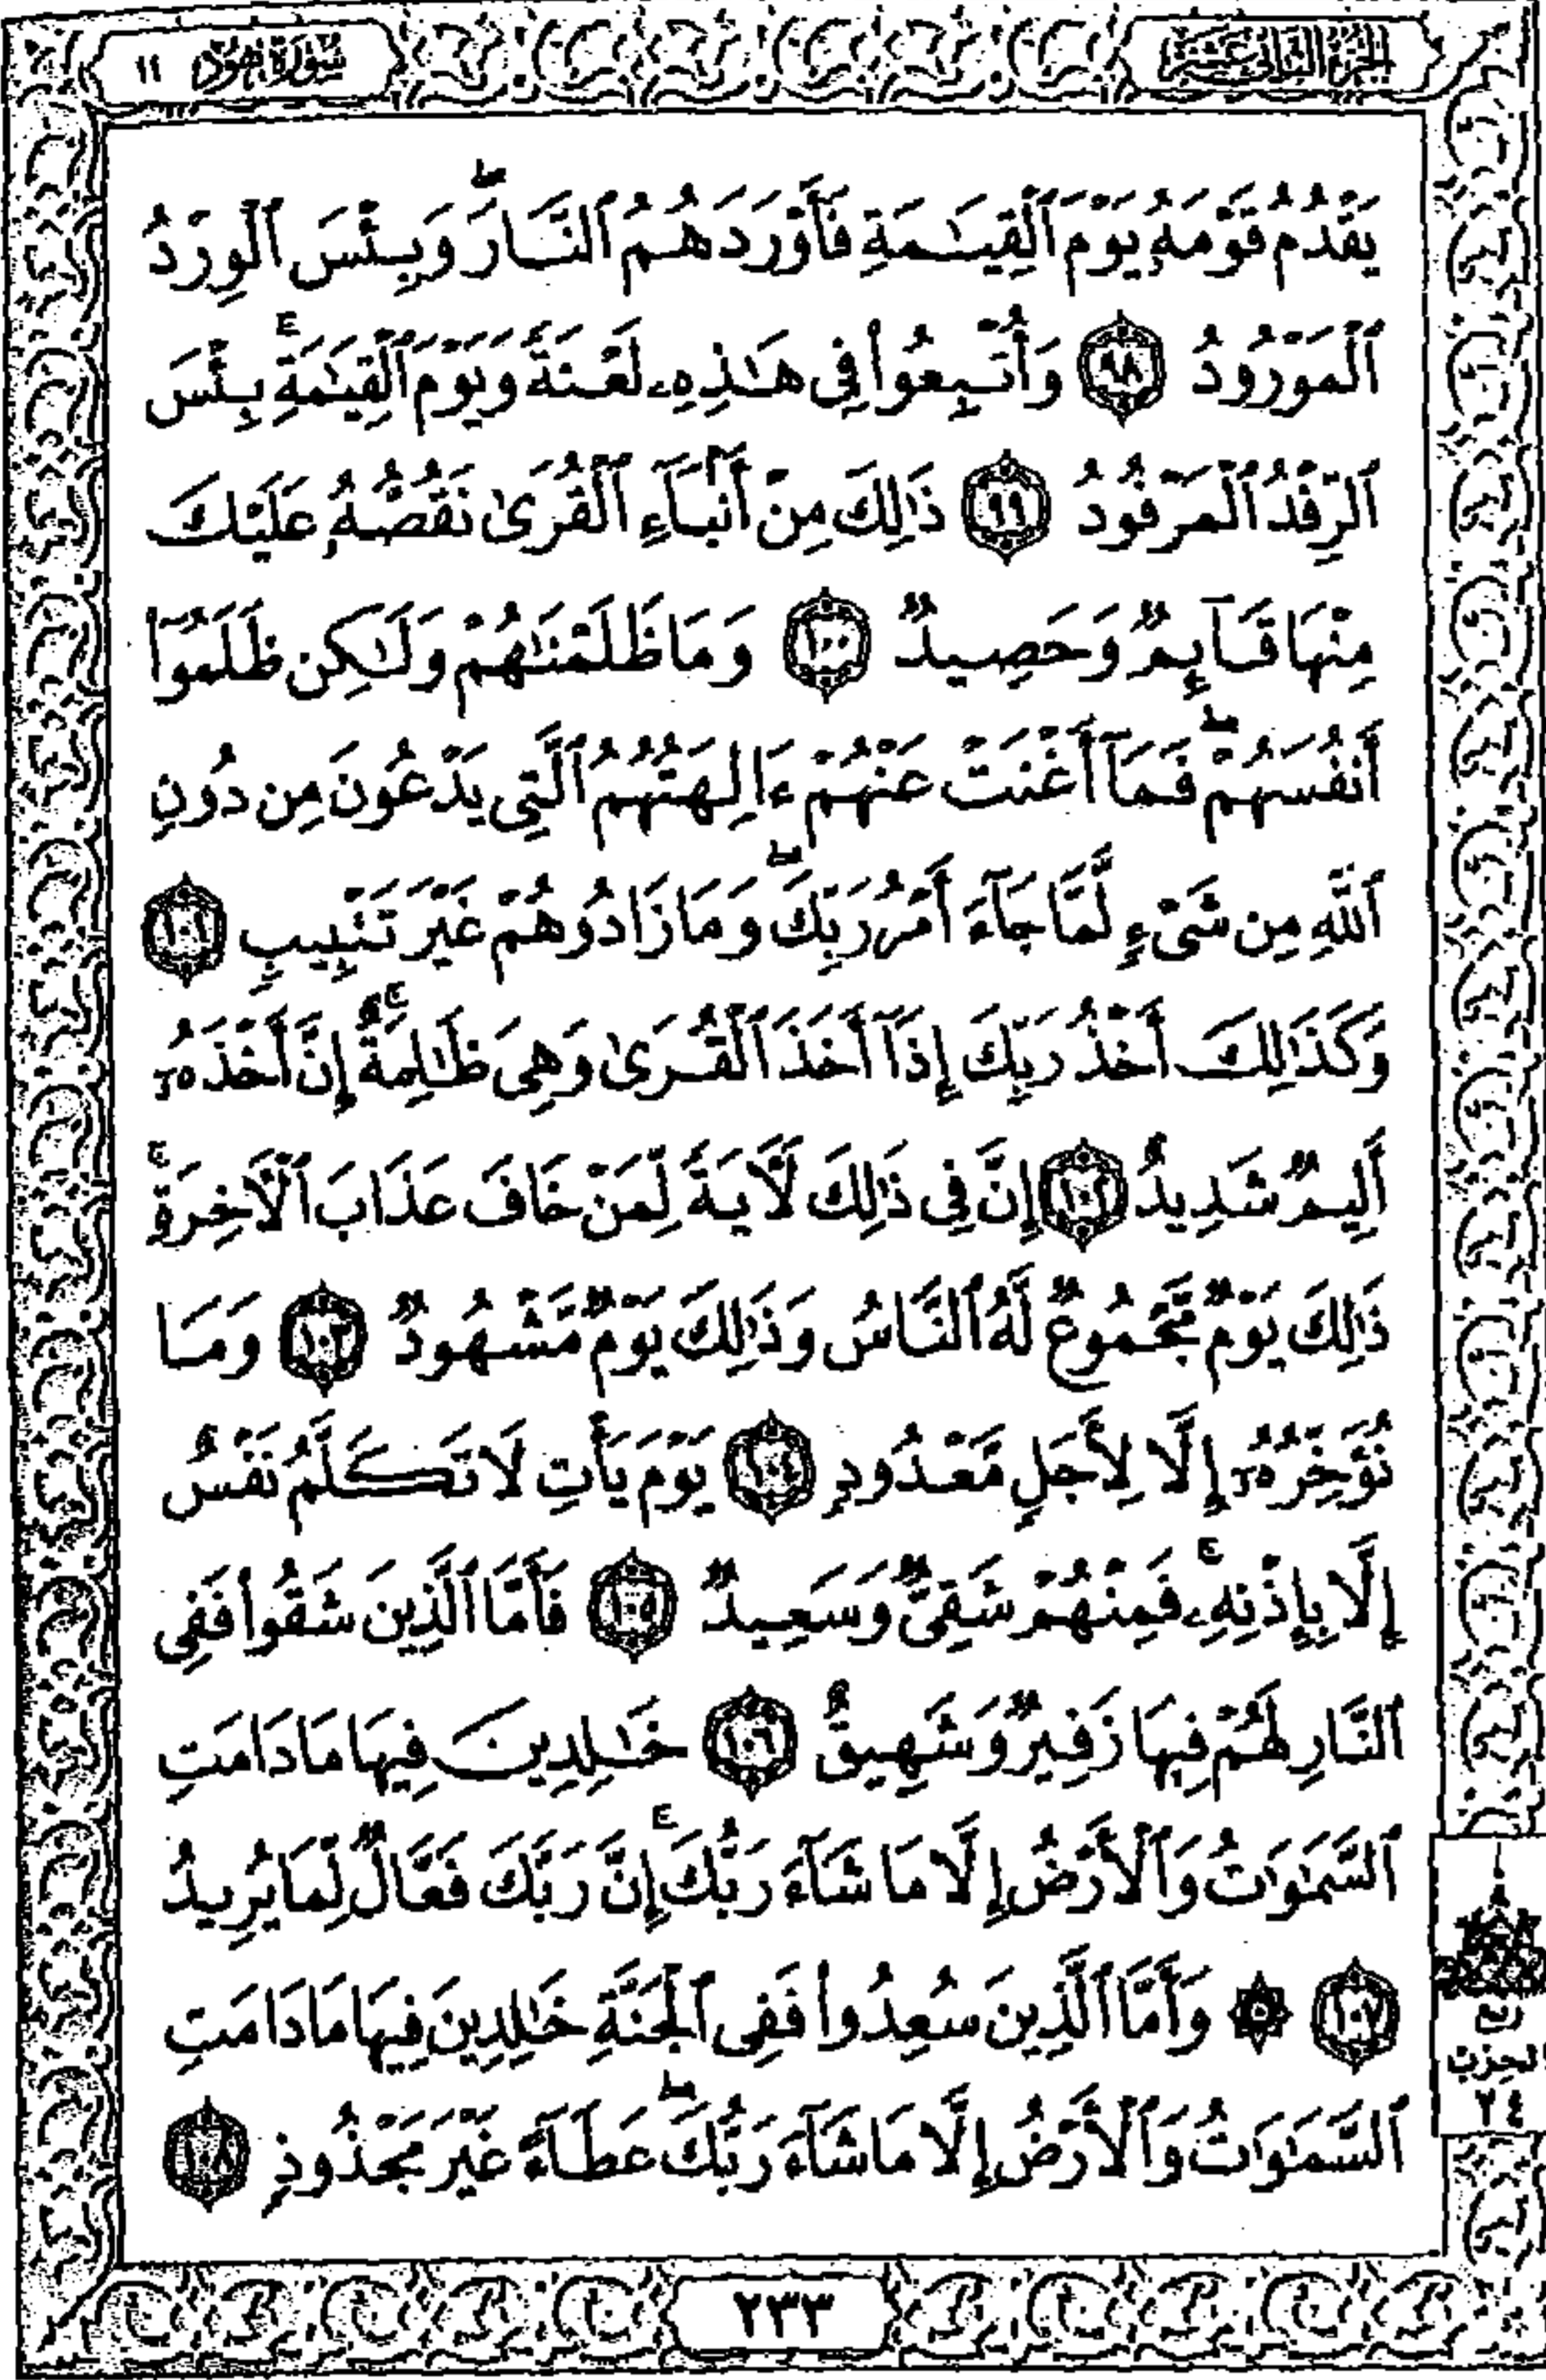 الجزء الثاني عشر
سورة هود ١١
يَقْدُمُ قَوْمَهُۥ يَوْمَ ٱلْقِيَـٰمَةِ فَأَوْرَدَهُمُ ٱلنَّارَ ۖ وَبِئْسَ ٱلْوِرْدُ
ٱلْمَوْرُودُ ٩٨ وَأُتْبِعُوا۟ فِى هَـٰذِهِۦ لَعْنَةً وَيَوْمَ ٱلْقِيَـٰمَةِ ۚ بِئْسَ
ٱلرِّفْدُ ٱلْمَرْفُودُ ٩٩ ذَٰلِكَ مِنْ أَنۢبَآءِ ٱلْقُرَىٰ نَقُصُّهُۥ عَلَيْكَ
مِنْهَا قَآئِمٌ وَحَصِيدٌ ١٠٠ وَمَا ظَلَمْنَـٰهُمْ وَلَـٰكِن ظَلَمُوٓا۟
أَنفُسَهُمْ ۖ فَمَآ أَغْنَتْ عَنْهُمْ ءَالِهَتُهُمُ ٱلَّتِى يَدْعُونَ مِن دُونِ
ٱللَّهِ مِن شَىْءٍ لَّمَّا جَآءَ أَمْرُ رَبِّكَ ۖ وَمَا زَادُوهُمْ غَيْرَ تَتْبِيبٍ ١٠١
وَكَذَٰلِكَ أَخْذُ رَبِّكَ إِذَآ أَخَذَ ٱلْقُرَىٰ وَهِىَ ظَـٰلِمَةٌ ۚ إِنَّ أَخْذَهُۥٓ
أَلِيمٌ شَدِيدٌ ١٠٢ إِنَّ فِى ذَٰلِكَ لَـَٔايَةً لِّمَنْ خَافَ عَذَابَ ٱلْـَٔاخِرَةِ ۚ
ذَٰلِكَ يَوْمٌ مَّجْمُوعٌ لَّهُ ٱلنَّاسُ وَذَٰلِكَ يَوْمٌ مَّشْهُودٌ ١٠٣ وَمَا
نُؤَخِّرُهُۥٓ إِلَّا لِأَجَلٍ مَّعْدُودٍ ١٠٤ يَوْمَ يَأْتِ لَا تَكَلَّمُ نَفْسٌ
إِلَّا بِإِذْنِهِۦ ۚ فَمِنْهُمْ شَقِىٌّ وَسَعِيدٌ ١٠٥ فَأَمَّا ٱلَّذِينَ شَقُوا۟ فَفِى
ٱلنَّارِ لَهُمْ فِيهَا زَفِيرٌ وَشَهِيقٌ ١٠٦ خَـٰلِدِينَ فِيهَا مَا دَامَتِ
ٱلسَّمَـٰوَٰتُ وَٱلْأَرْضُ إِلَّا مَا شَآءَ رَبُّكَ ۚ إِنَّ رَبَّكَ فَعَّالٌ لِّمَا يُرِيدُ
١٠٧ ۞ وَأَمَّا ٱلَّذِينَ سُعِدُوا۟ فَفِى ٱلْجَنَّةِ خَـٰلِدِينَ فِيهَا مَا دَامَتِ
ٱلسَّمَـٰوَٰتُ وَٱلْأَرْضُ إِلَّا مَا شَآءَ رَبُّكَ ۖ عَطَآءً غَيْرَ مَجْذُوذٍ ١٠٨
ربع
الحزب
٢٤
٢٣٣